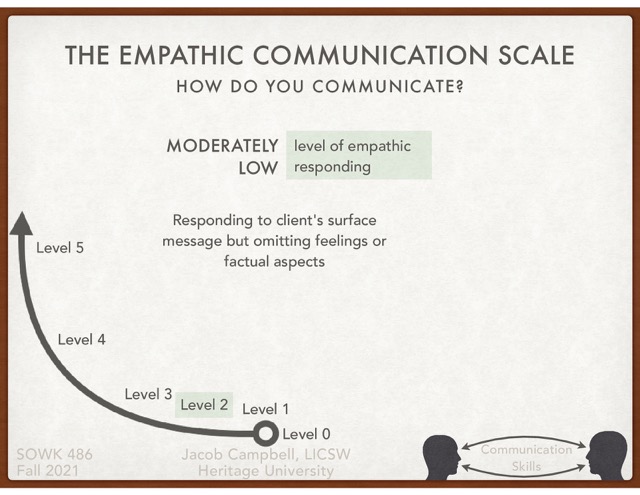 THE EMPATHIC COMMUNICATION SCALE
HOW DO YOU COMMUNICATE?
MODERATELY LOW
level of empathic
responding
Responding to client's surface
message but omitting feelings or
factual aspects
Level 5
Level 4
Level 3
Level 2
Level 1
Level 0
SOWK 486
Fall 2021
Jacob Campbell, LICSW
Heritage University
Communication
Skills